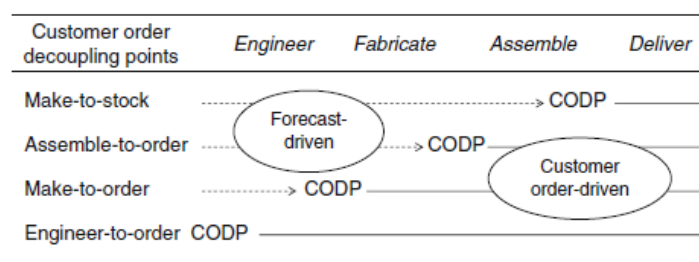 Customer order
decoupling points
Engineer Fabricate Assemble Deliver
Make-to-stock CODP
Forecast-
driven
Assemble-to-order CODP
Customer
order-driven
Make-to-order CODP
Engineer-to-order CODP